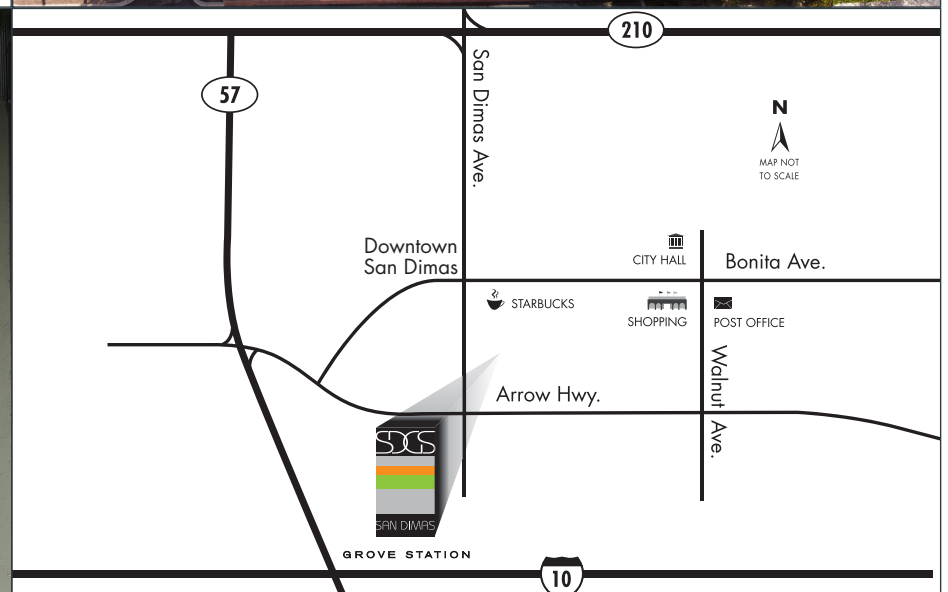 210
57
San Dimas Ave.
N
MAP NOT
TO SCALE
Downtown
San Dimas
CITY HALL
Bonita Ave.
STARBUCKS
SHOPPING
POST OFFICE
Walnut Ave.
Arrow Hwy.
SDGS
SAN DIMAS
GROVE STATION
10